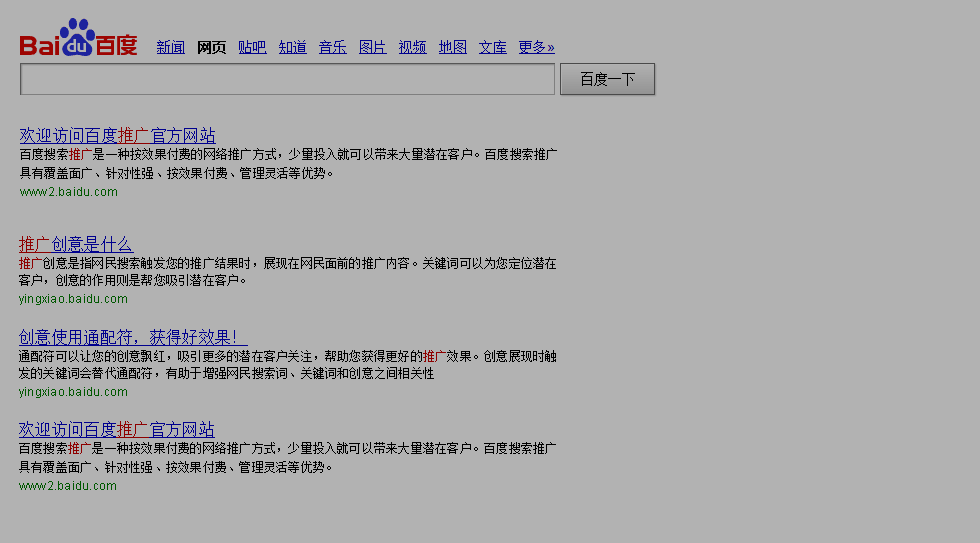 Bai du 百度 新闻 网页 贴吧 知道 音乐 图片 视频 地图 文库 更多»
百度一下
欢迎访问百度推广官方网站
百度搜索推广是一种按效果付费的网络推广方式，少量投入就可以带来大量潜在客户。百度搜索推广
具有覆盖面广、针对性强、按效果付费、管理灵活等优势。
www2.baidu.com
推广创意是什么
推广创意是指网民搜索触发您的推广结果时，展现在网民面前的推广内容。关键词可以为您定位潜在
客户，创意的作用则是帮您吸引潜在客户。
yingxiao.baidu.com
创意使用通配符，获得好效果！
通配符可以让您的创意飘红，吸引更多的潜在客户关注，帮助您获得更好的推广效果。创意展现时触
发的关键词会替代通配符，有助于增强网民搜索词、关键词和创意之间相关性
yingxiao.baidu.com
欢迎访问百度推广官方网站
百度搜索推广是一种按效果付费的网络推广方式，少量投入就可以带来大量潜在客户。百度搜索推广
具有覆盖面广、针对性强、按效果付费、管理灵活等优势。
www2.baidu.com